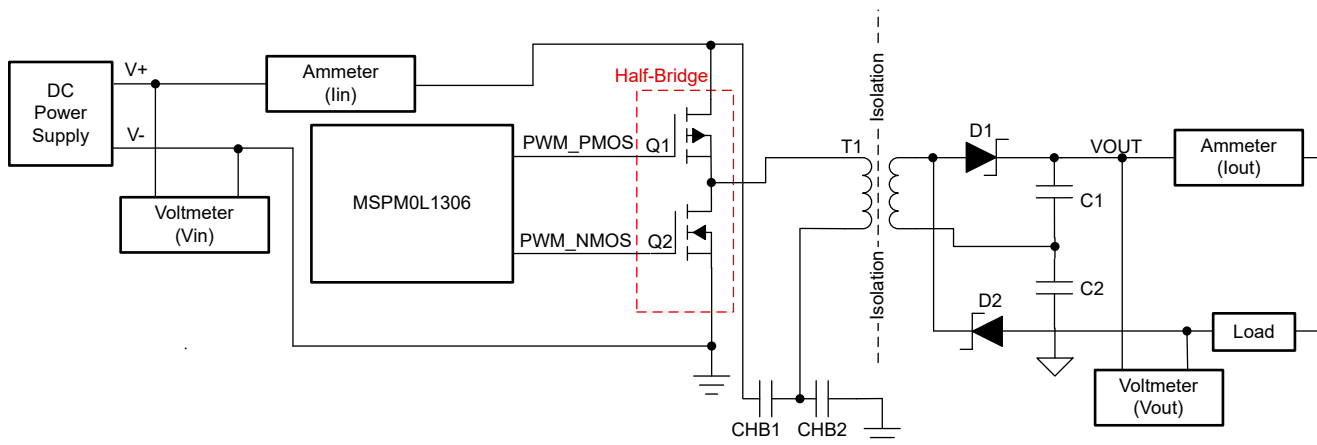 DC
Power
Supply
V+
V-
Ammeter
(Iin)
Voltmeter
(Vin)
MSPM0L1306
Half-Bridge
PWM_PMOS
Q1
PWM_NMOS
Q2
CHB1
CHB2
T1
Isolation
Isolation
D1
D2
VOUT
C1
C2
Ammeter
(Iout)
Load
Voltmeter
(Vout)